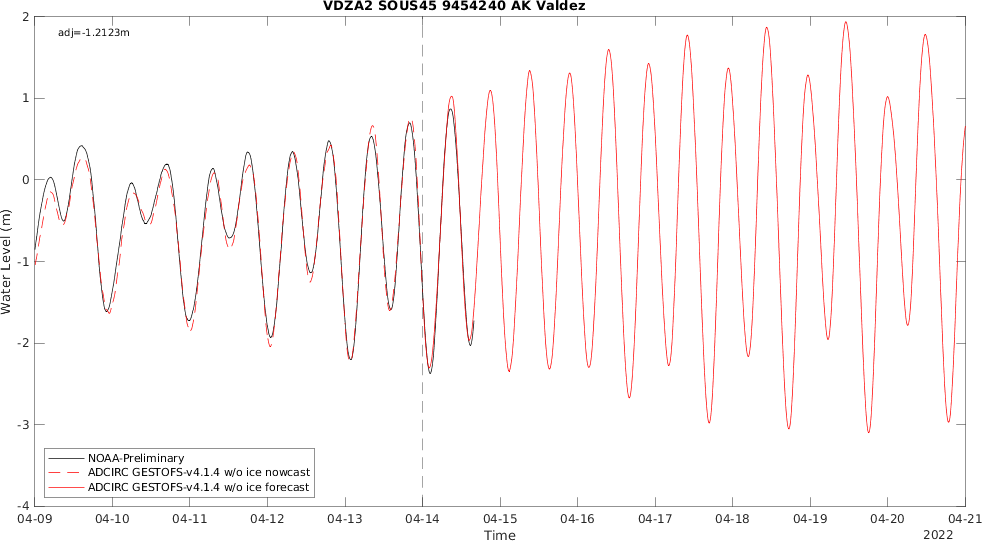 VDZA2 SOUS45 9454240 AK Valdez
adj=-1.2123m
2
1
0
-1
-2
-3
-4
Water Level (m)
NOAA-Preliminary
ADCIRC GESTOFS-v4.1.4 w/o ice nowcast
ADCIRC GESTOFS-v4.1.4 w/o ice forecast
04-09 04-10 04-11 04-12 04-13 04-14 04-15 04-16 04-17 04-18 04-19 04-20 04-21
Time
2022